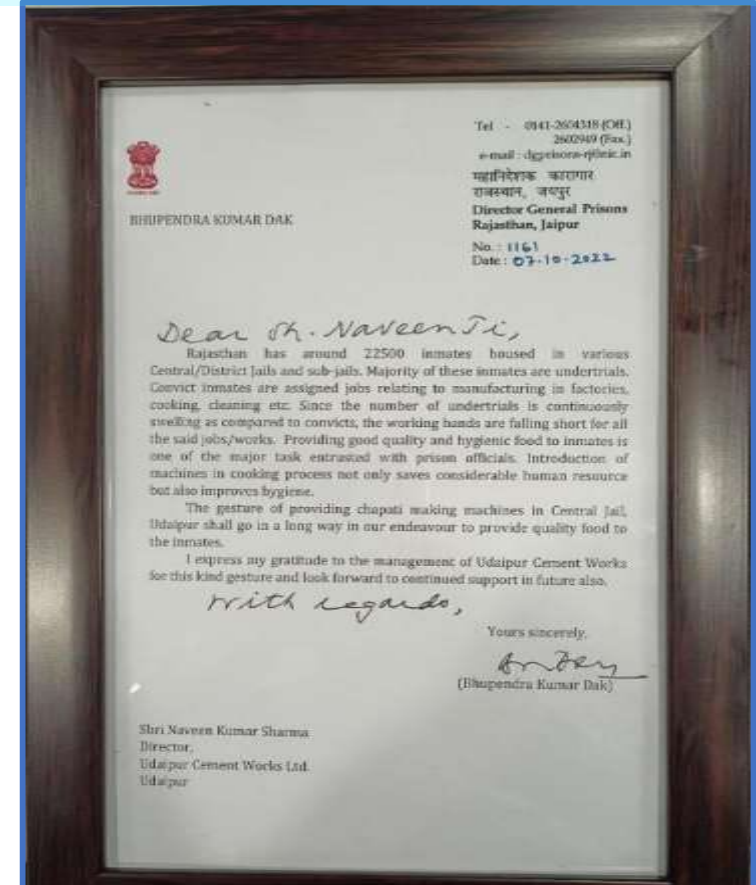 Tel - 0141-2604318 (Off.)
2602949 (Fax.)
e-mail :
महानिदेशक कारागार
राजस्थान, जयपुर
BHUPENDRA KUMAR DAK
Director General Prisons
Rajasthan, Jaipur
No. : 1161
Date : 07-10-2022
Dear Sh. Naveen Ji,
Rajasthan has around 22500 inmates housed in various
Central/District Jails and sub-jails. Majority of these inmates are undertrials.
Convict inmates are assigned jobs relating to manufacturing in factories,
cooking, cleaning etc. Since the number of undertrials is continuously
swelling as compared to convicts, the working hands are falling short for all
the said jobs/works. Providing good quality and hygienic food to inmates is
one of the major task entrusted with prison officials. Introduction of
machines in cooking process not only saves considerable human resource
but also improves hygiene.
The gesture of providing chapati making machines in Central Jail,
Udaipur shall go in a long way in our endeavour to provide quality food to
the inmates.
I express my gratitude to the management of Udaipur Cement Works
for this kind gesture and look forward to continued support in future also.
With regards,
Yours sincerely,
(Bhupendra Kumar Dak)
Shri Naveen Kumar Sharma
Director,
Udaipur Cement Works Ltd.
Udaipur